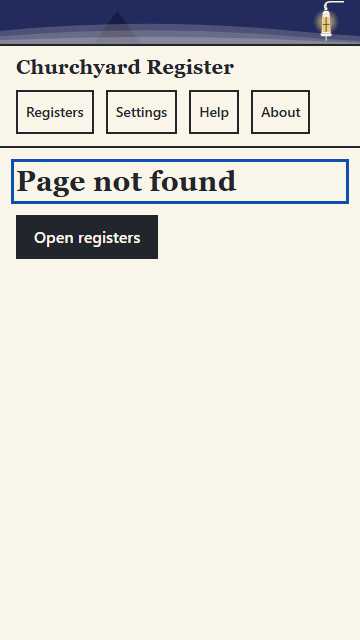 Churchyard Register
Registers Settings Help About
Page not found
Open registers